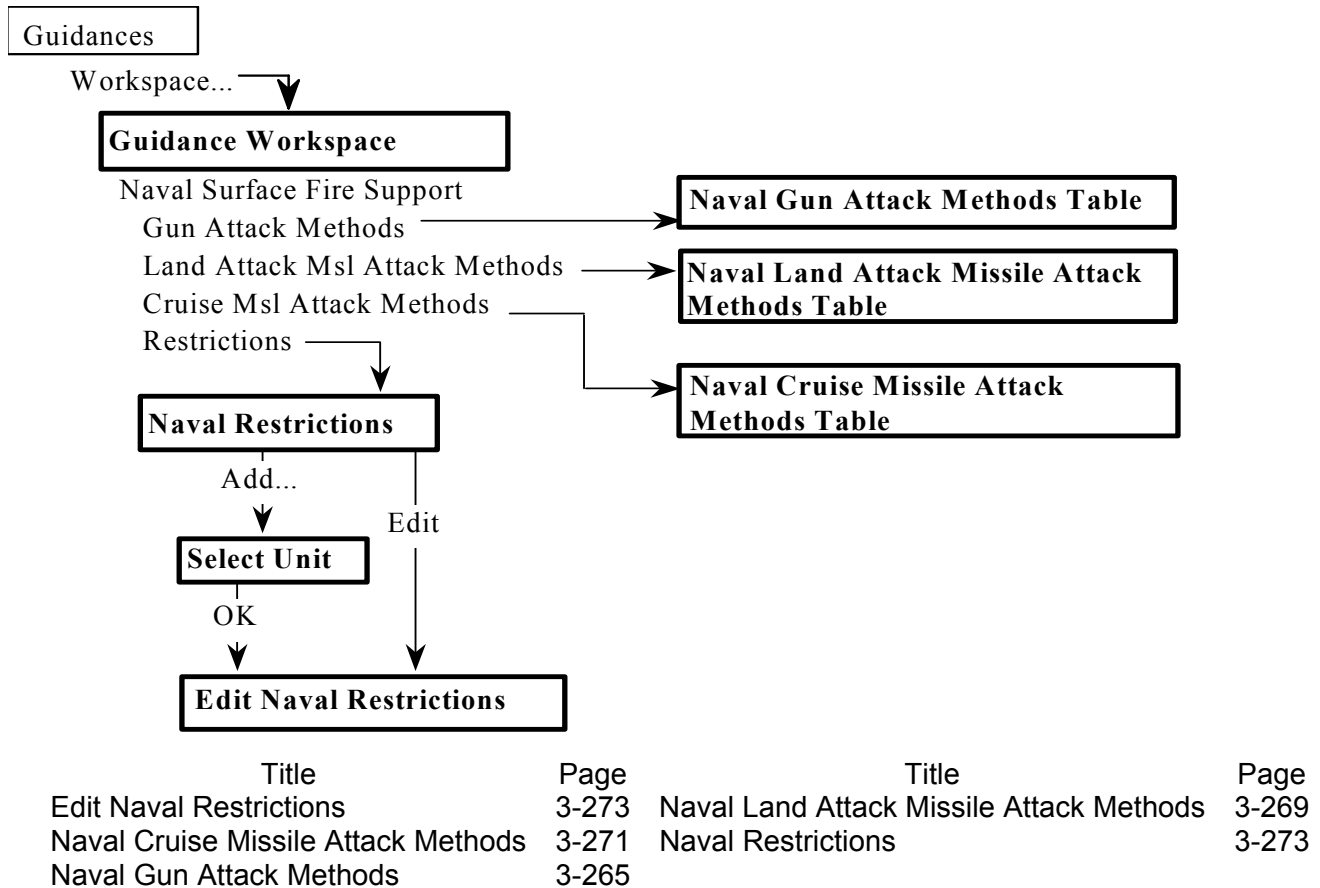 Guidances
Workspace...
Guidance Workspace
Naval Surface Fire Support
Gun Attack Methods
Land Attack Msl Attack Methods
Cruise Msl Attack Methods
Restrictions
Naval Gun Attack Methods Table
Naval Land Attack Missile Attack
Methods Table
Naval Cruise Missile Attack
Methods Table
Naval Restrictions
Add...
Edit
Select Unit
OK
Edit Naval Restrictions
Title Page Title Page
Edit Naval Restrictions 3-273 Naval Land Attack Missile Attack Methods 3-269
Naval Cruise Missile Attack Methods 3-271 Naval Restrictions 3-273
Naval Gun Attack Methods 3-265